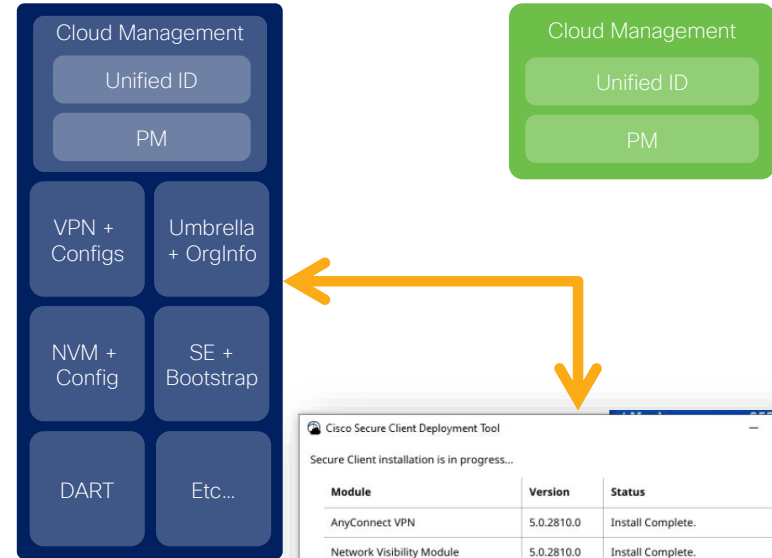 Cloud Management
Unified ID
PM
VPN +
Configs
Umbrella
+ OrgInfo
NVM +
Config
SE +
Bootstrap
DART
Etc...
Cloud Management
Unified ID
PM
Cisco Secure Client Deployment Tool
Secure Client installation is in progress...
Module Version Status
AnyConnect VPN 5.0.2810.0 Install Complete.
Network Visibility Module 5.0.2810.0 Install Complete.